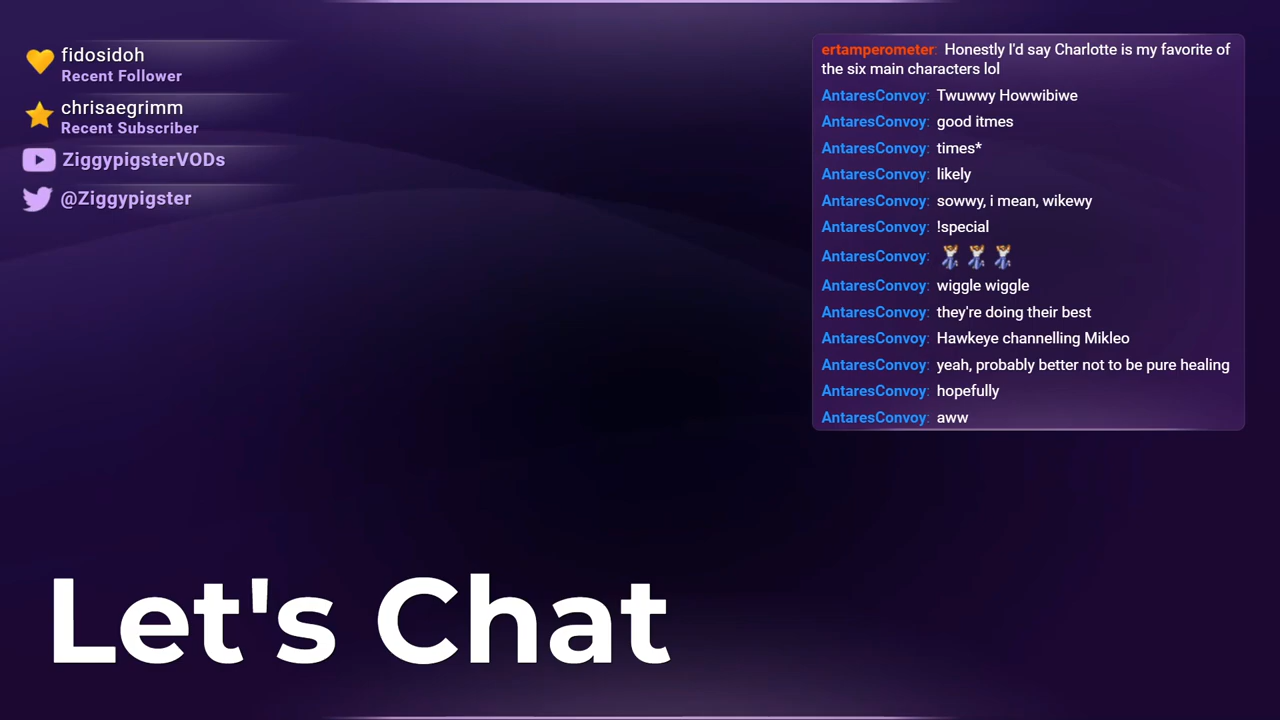 fidosidoh
Recent Follower
chrisaegrimm
Recent Subscriber
ZiggypigsterVODs
@Ziggypigster
ertamperometer: Honestly I'd say Charlotte is my favorite of
the six main characters lol
AntaresConvoy: Twuwwy Howwibiwe
AntaresConvoy: good itmes
AntaresConvoy: times*
AntaresConvoy: likely
AntaresConvoy: sowwy, i mean, wikewy
AntaresConvoy: !special
AntaresConvoy:
AntaresConvoy: wiggle wiggle
AntaresConvoy: they're doing their best
AntaresConvoy: Hawkeye channelling Mikleo
AntaresConvoy: yeah, probably better not to be pure healing
AntaresConvoy: hopefully
AntaresConvoy: aww
Let's Chat